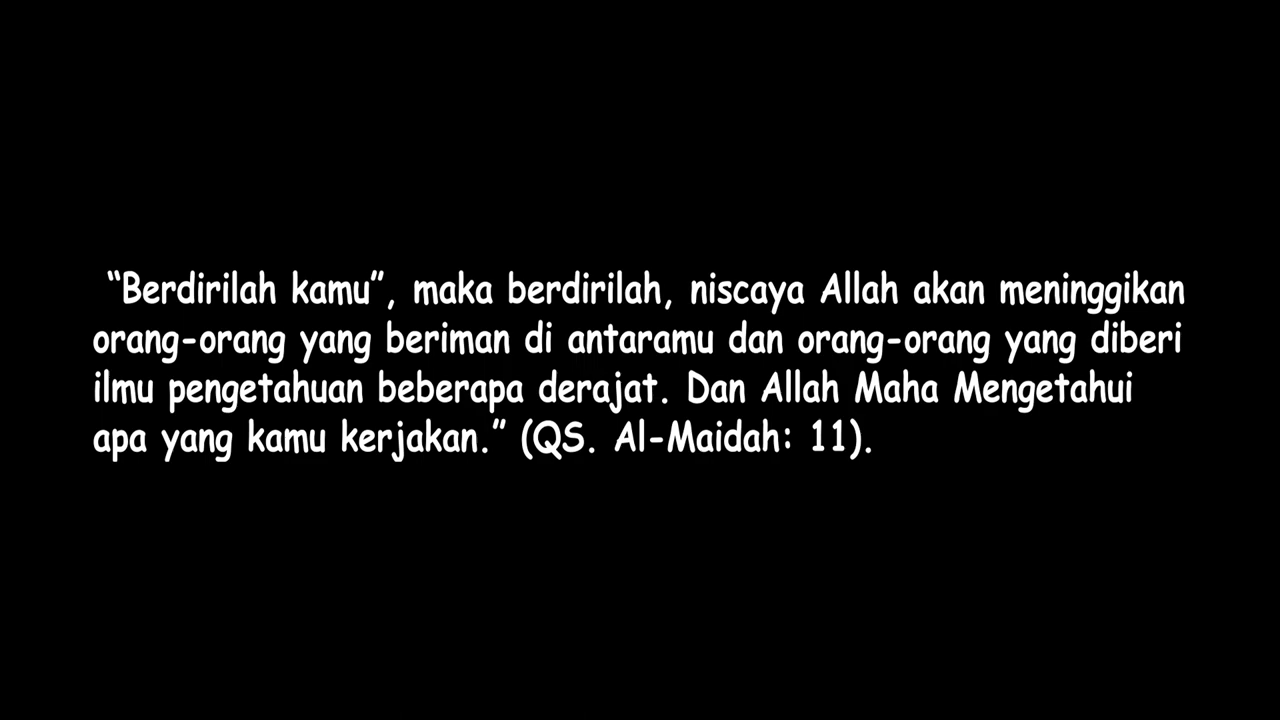 “Berdirilah kamu”, maka berdirilah, niscaya Allah akan meninggikan
orang-orang yang beriman di antaramu dan orang-orang yang diberi
ilmu pengetahuan beberapa derajat. Dan Allah Maha Mengetahui
apa yang kamu kerjakan.” (QS. Al-Maidah: 11).